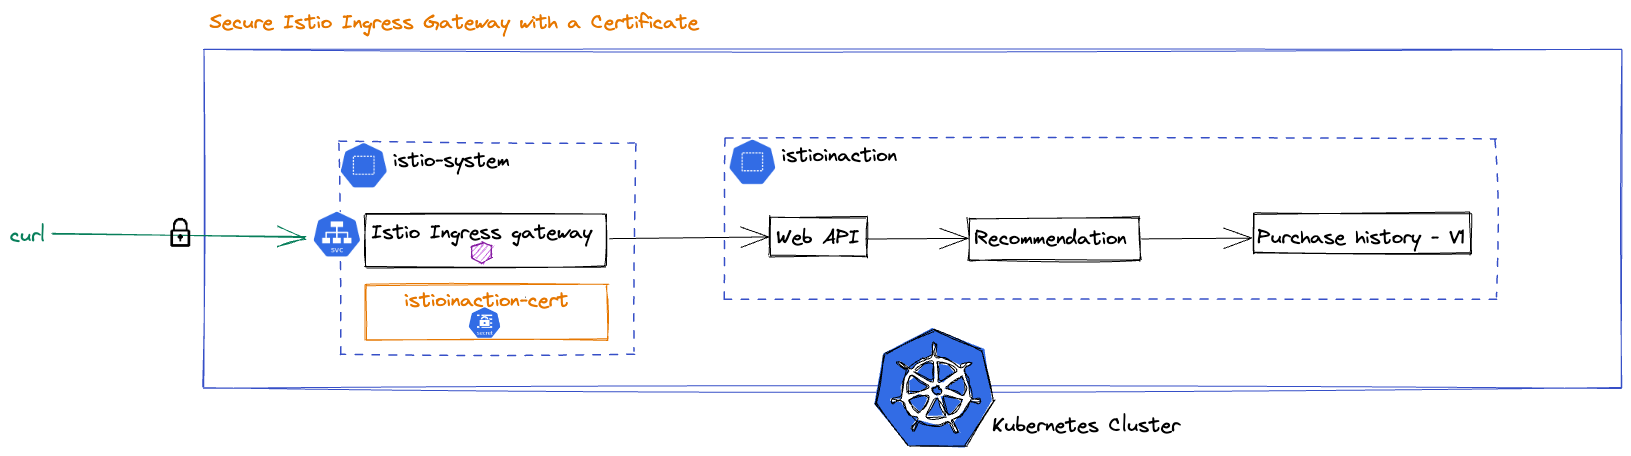 Secure Istio Ingress Gateway with a Certificate
istio-system
istioinaction
curl
svc
Istio Ingress gateway
Web API
Recommendation
Purchase history - V1
istioinaction-cert
secret
Kubernetes Cluster